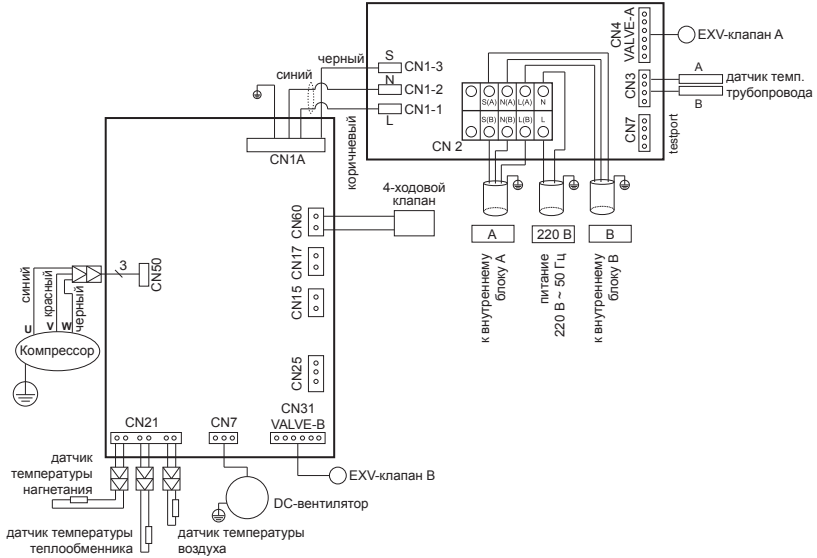 черный
S
CN1-3
синий
N
CN1-2
CN1-1
L
коричневый
CN1A
CN4
VALVE-A
EXV-клапан A
CN3
A
датчик темп.
трубопровода
B
CN7
testport
S(A) N(A) L(A) N
S(B) N(B) L(B) L
CN 2
4-ходовой
клапан
CN60
CN17
CN15
CN25
A
220 В
B
к внутреннему
блоку A
питание
220 В ~ 50 Гц
к внутреннему
блоку B
3
CN50
синий
красный
черный
U
V
W
Компрессор
CN21
CN7
CN31
VALVE-B
EXV-клапан B
DC-вентилятор
датчик
температуры
нагнетания
датчик температуры
теплообменника
датчик температуры
воздуха